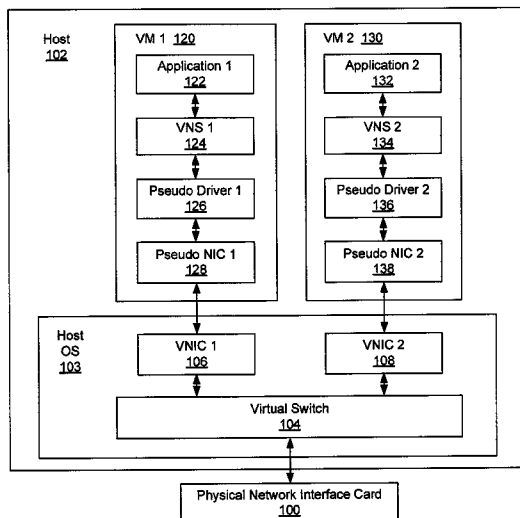 Host
102
VM 1 120
Application 1
122
VNS 1
124
Pseudo Driver 1
126
Pseudo NIC 1
128
VM 2 130
Application 2
132
VNS 2
134
Pseudo Driver 2
136
Pseudo NIC 2
138
Host
OS
103
VNIC 1
106
VNIC 2
108
Virtual Switch
104
Physical Network Interface Card
100